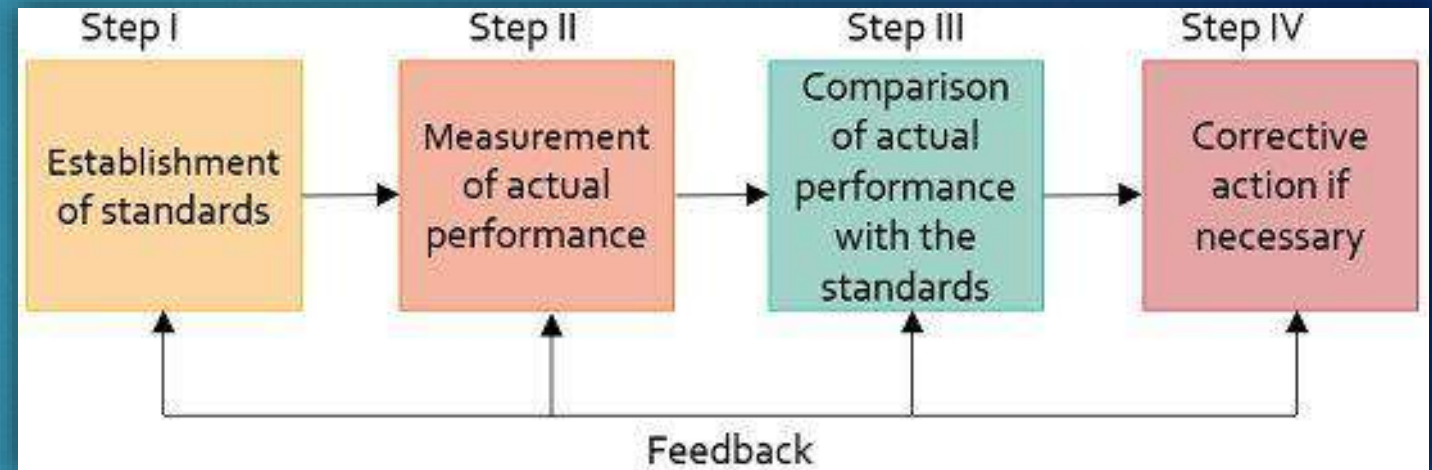 Step I
Establishment
of standards
Step II
Measurement
of actual
performance
Step III
Comparison
of actual
performance
with the
standards
Step IV
Corrective
action if
necessary
Feedback